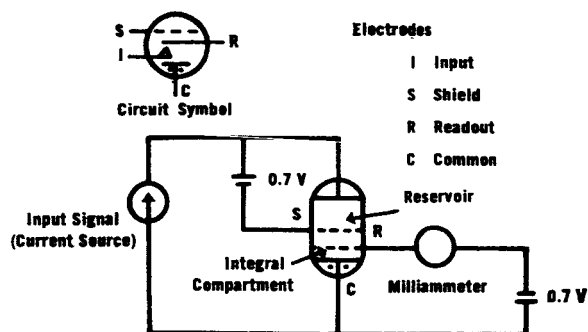 S
R
I
C
Circuit Symbol
Electrodes
I Input
S Shield
R Readout
C Common
0.7 V
Input Signal
(Current Source)
S
Reservoir
R
Integral
Compartment
C
Milliammeter
0.7 V